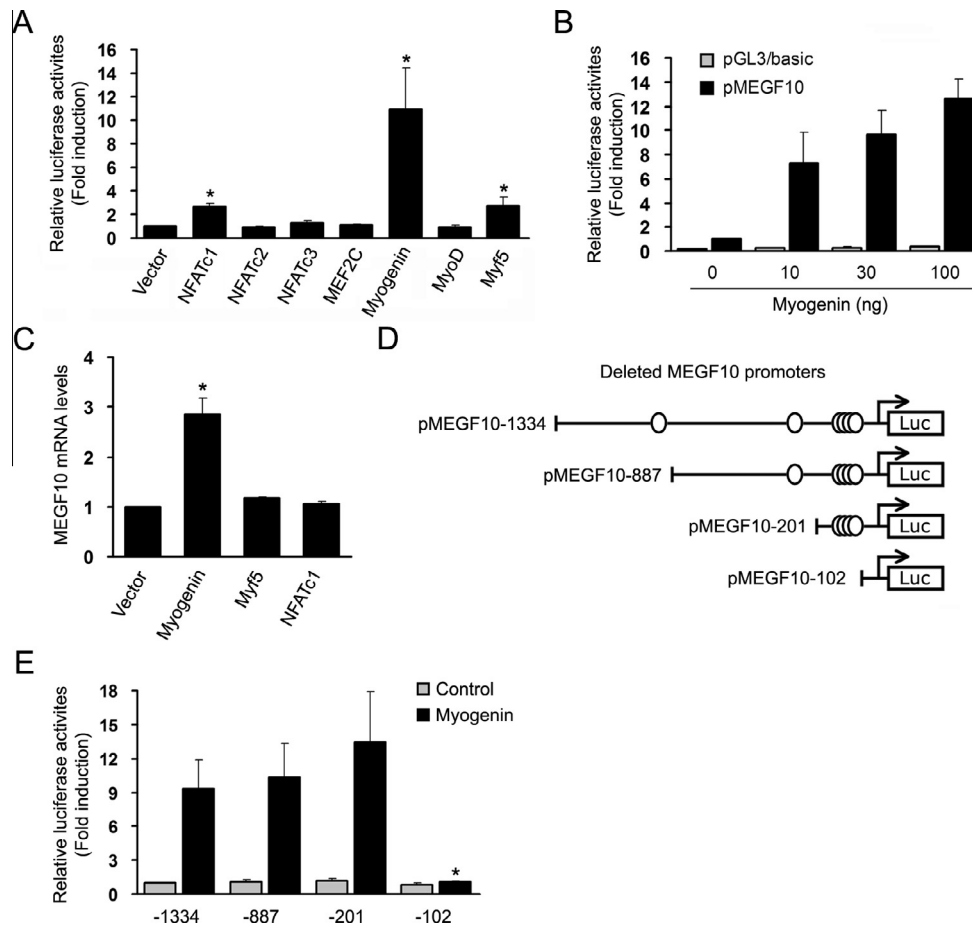 A
Relative luciferase activites
(Fold induction)
16
14
12
10
8
6
4
2
0
*
*
*
Vector
NFATc1
NFATc2
NFATc3
MEF2C
Myogenin
MyoD
Myf5
B
Relative luciferase activites
(Fold induction)
16
14
12
10
8
6
4
2
0
pGL3/basic
pMEGF10
0 10 30 100
Myogenin (ng)
C
MEGF10 mRNA levels
4
3
2
1
0
*
Vector
Myogenin
Myf5
NFATc1
D
Deleted MEGF10 promoters
pMEGF10-1334 Luc
pMEGF10-887 Luc
pMEGF10-201 Luc
pMEGF10-102 Luc
E
Relative luciferase activites
(Fold induction)
18
15
12
9
6
3
0
Control
Myogenin
*
-1334 -887 -201 -102